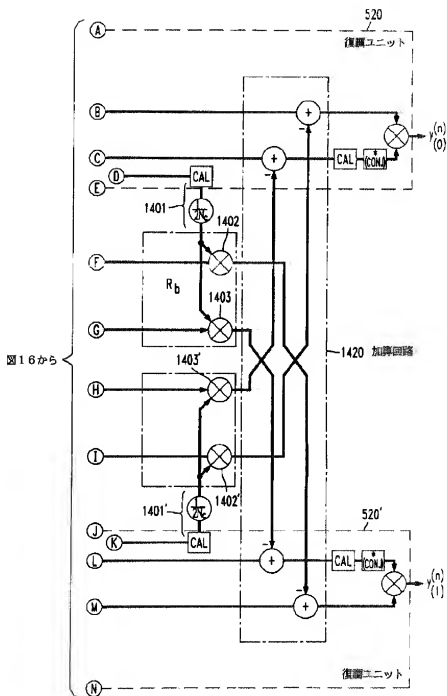 A
520
復調ユニット
B
+
-
y(n)(0)
C
+
-
CAL
*
(CONJ)
D
CAL
E
1401
1402
F
Rb
1403
G
1420 加算回路
図16から
1403'
H
I
1402'
1401'
J
520'
K
CAL
-
L
+
CAL
*
(CONJ)
y(n)(1)
-
M
+
N
復調ユニット